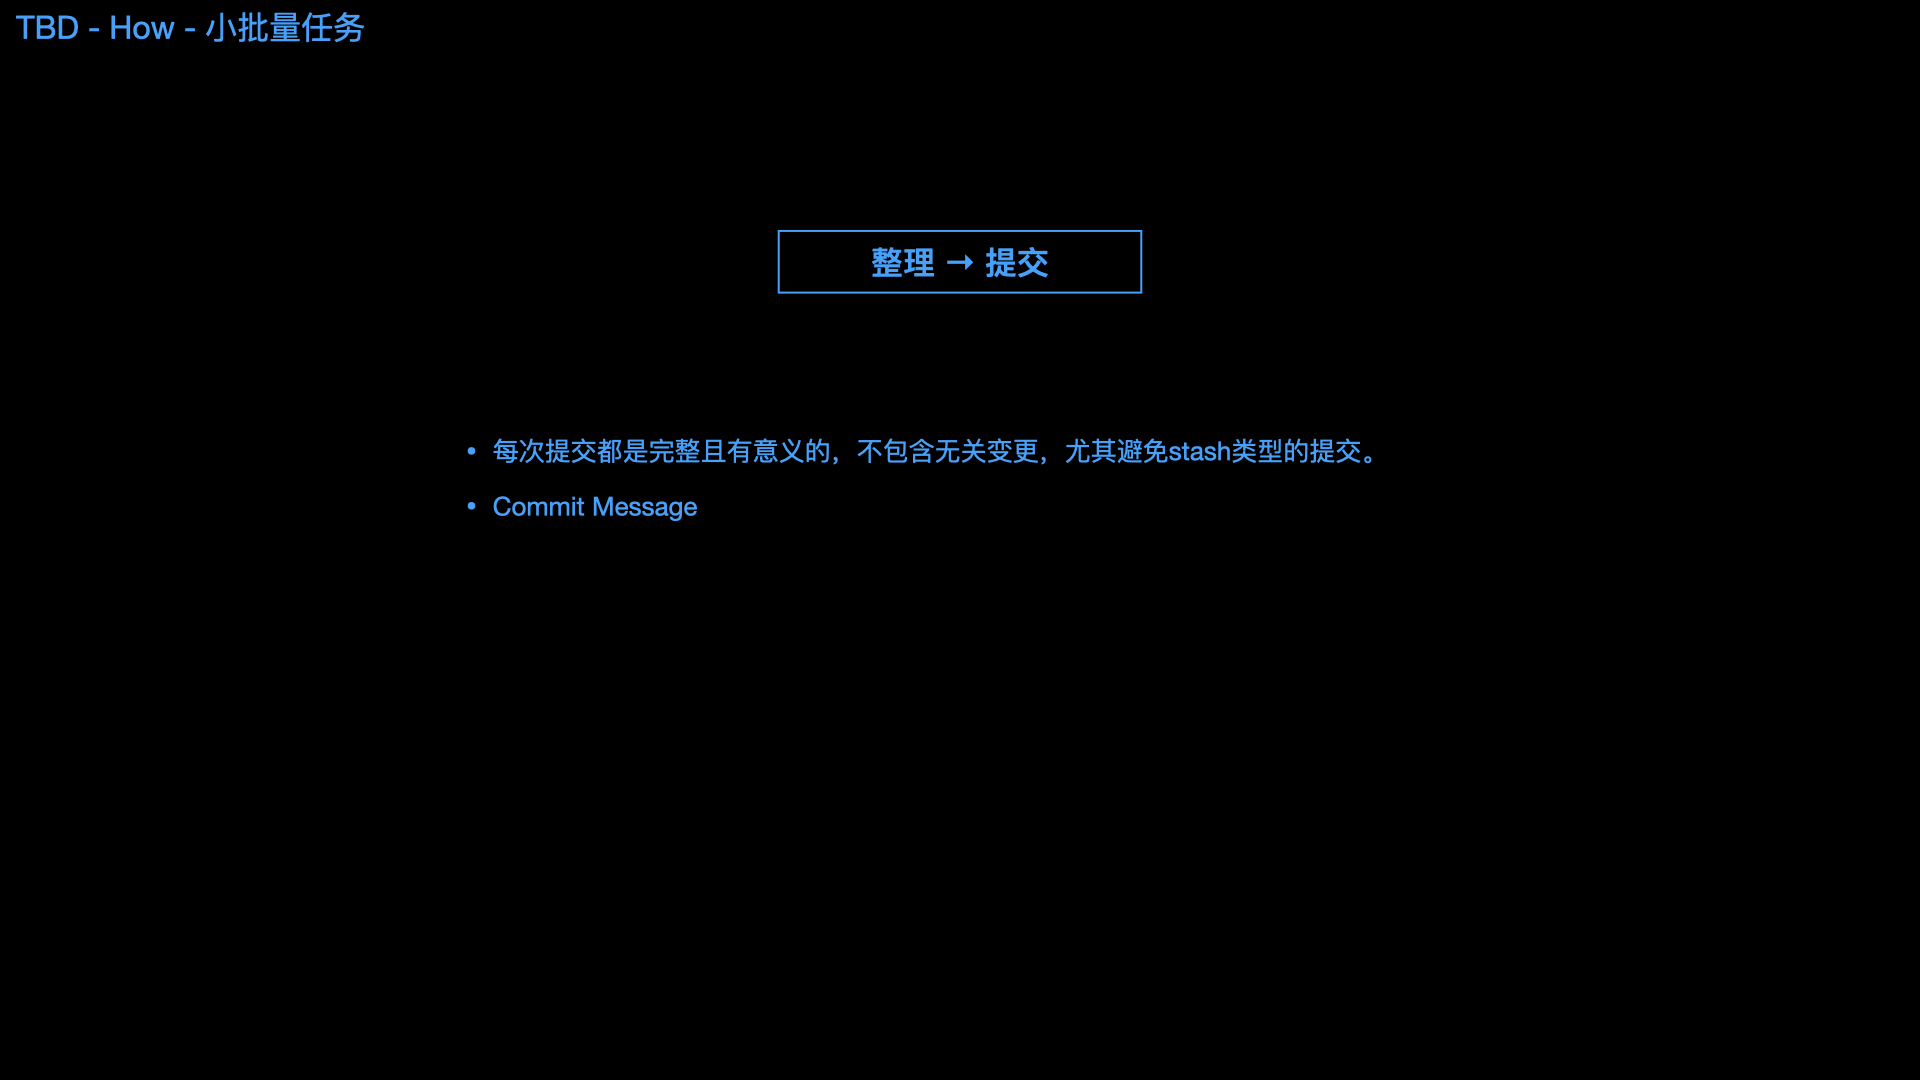 TBD - How - 小批量任务
整理 → 提交
• 每次提交都是完整且有意义的，不包含无关变更，尤其避免stash类型的提交。
• Commit Message